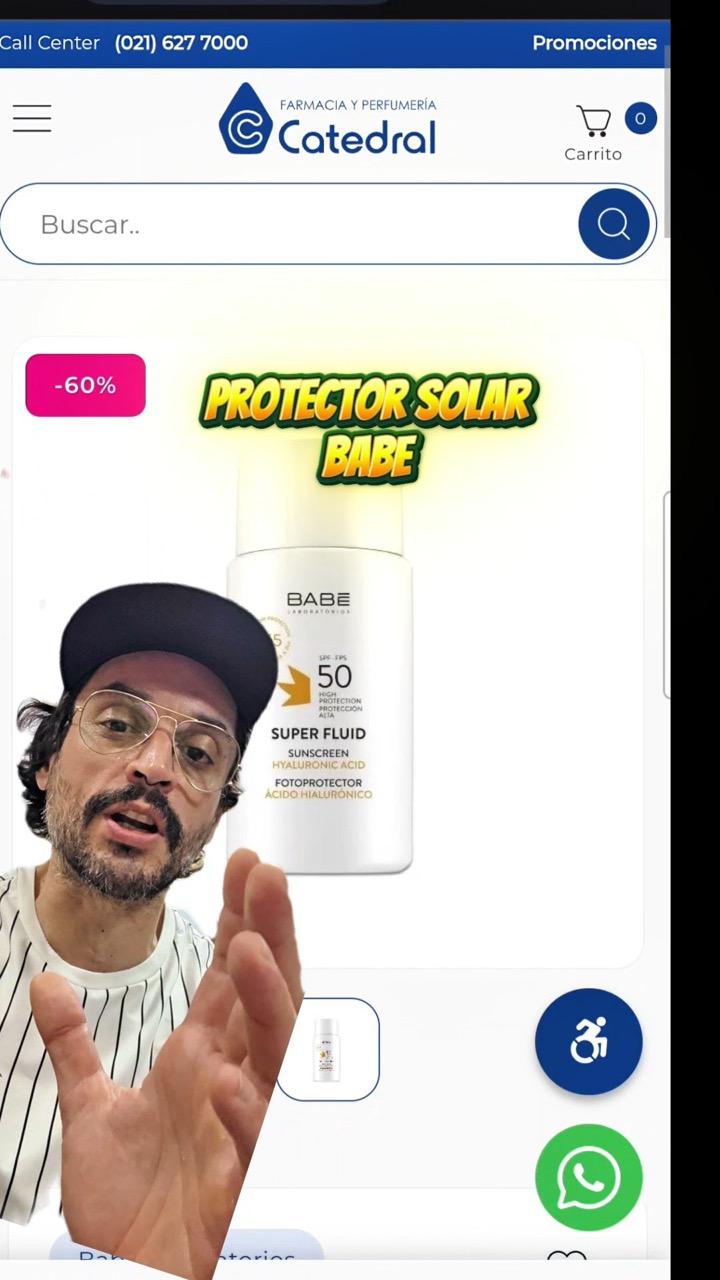 Call Center (021) 627 7000
Promociones
FARMACIA Y PERFUMERÍA
Catedral
0
Carrito
Buscar..
-60%
PROTECTOR SOLAR
BABE
BABÉ
LABORATORIOS
SPF-FPS
50
HIGH
PROTECTION
PROTECCIÓN
ALTA
SUPER FLUID
SUNSCREEN
HYALURONIC ACID
FOTOPROTECTOR
ÁCIDO HIALURÓNICO